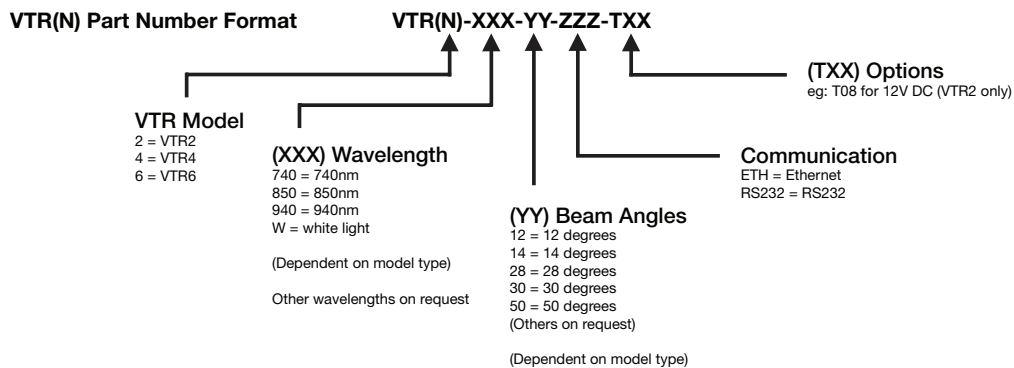 VTR(N) Part Number Format
VTR(N)-XXX-YY-ZZZ-TXX
(TXX) Options
eg: T08 for 12V DC (VTR2 only)
VTR Model
2 = VTR2
4 = VTR4
6 = VTR6
(XXX) Wavelength
740 = 740nm
850 = 850nm
940 = 940nm
W = white light
(Dependent on model type)
Other wavelengths on request
Communication
ETH = Ethernet
RS232 = RS232
(YY) Beam Angles
12 = 12 degrees
14 = 14 degrees
28 = 28 degrees
30 = 30 degrees
50 = 50 degrees
(Others on request)
(Dependent on model type)